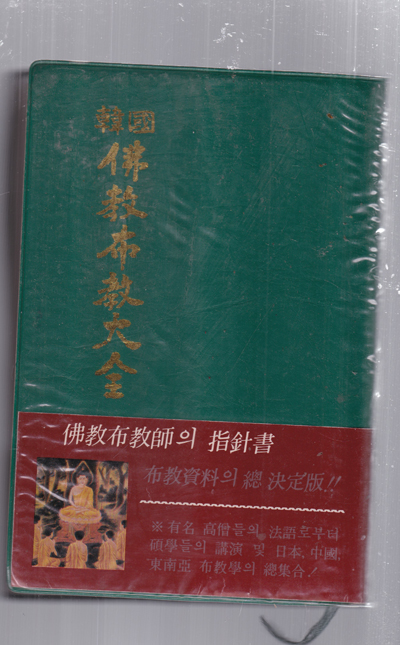 韓國
佛教布教大全
佛教布教師의 指針書
布教資料의 總 決定版!!
※有名 高僧들의 法語로부터
碩學들의 講演 및 日本, 中國,
東南亞 布教學의 總集合!